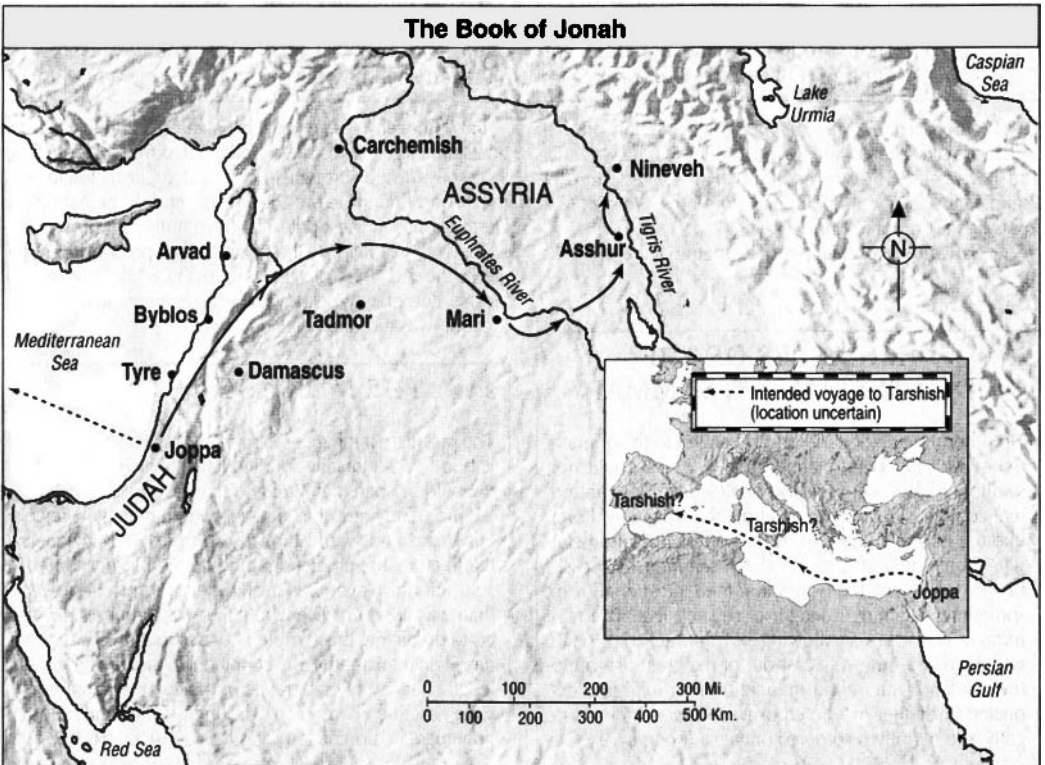 The Book of Jonah
Caspian
Sea
Lake
Urmia
Carchemish
Nineveh
ASSYRIA
Euphrates River
Tigris River
Asshur
N
Arvad
Byblos
Tadmor
Mari
Mediterranean
Sea
Tyre
Damascus
Joppa
JUDAH
Intended voyage to Tarshish
(location uncertain)
Tarshish?
Tarshish?
Joppa
Persian
Gulf
0 100 200 300 Mi.
0 100 200 300 400 500 Km.
Red Sea